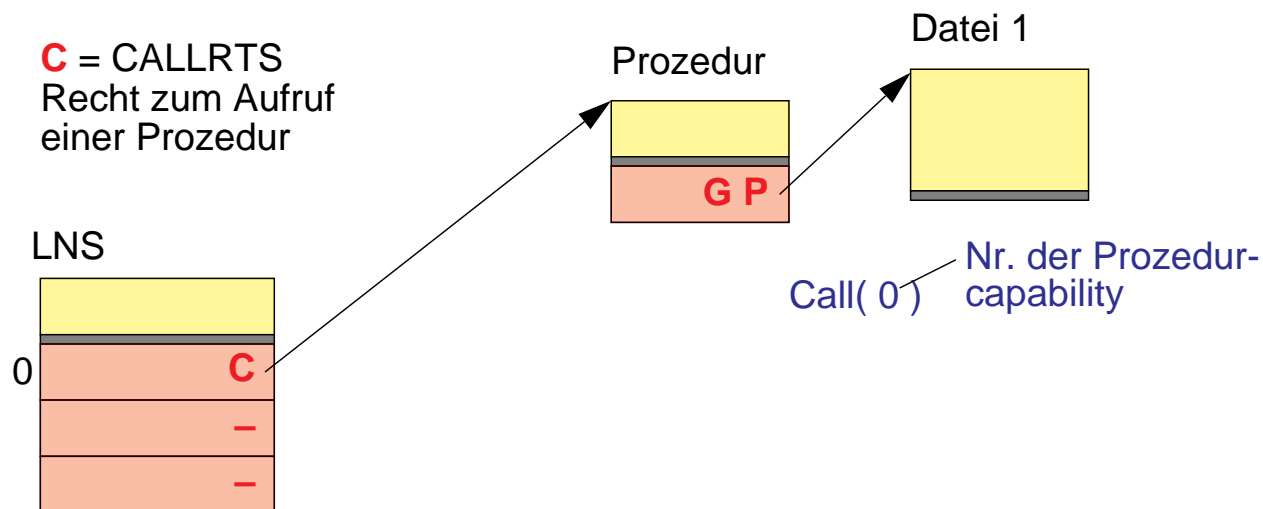 C = CALLRTS
Recht zum Aufruf
einer Prozedur
Prozedur
Datei 1
G P
LNS
Call( 0 )
Nr. der Prozedur-
capability
0
C
–
–